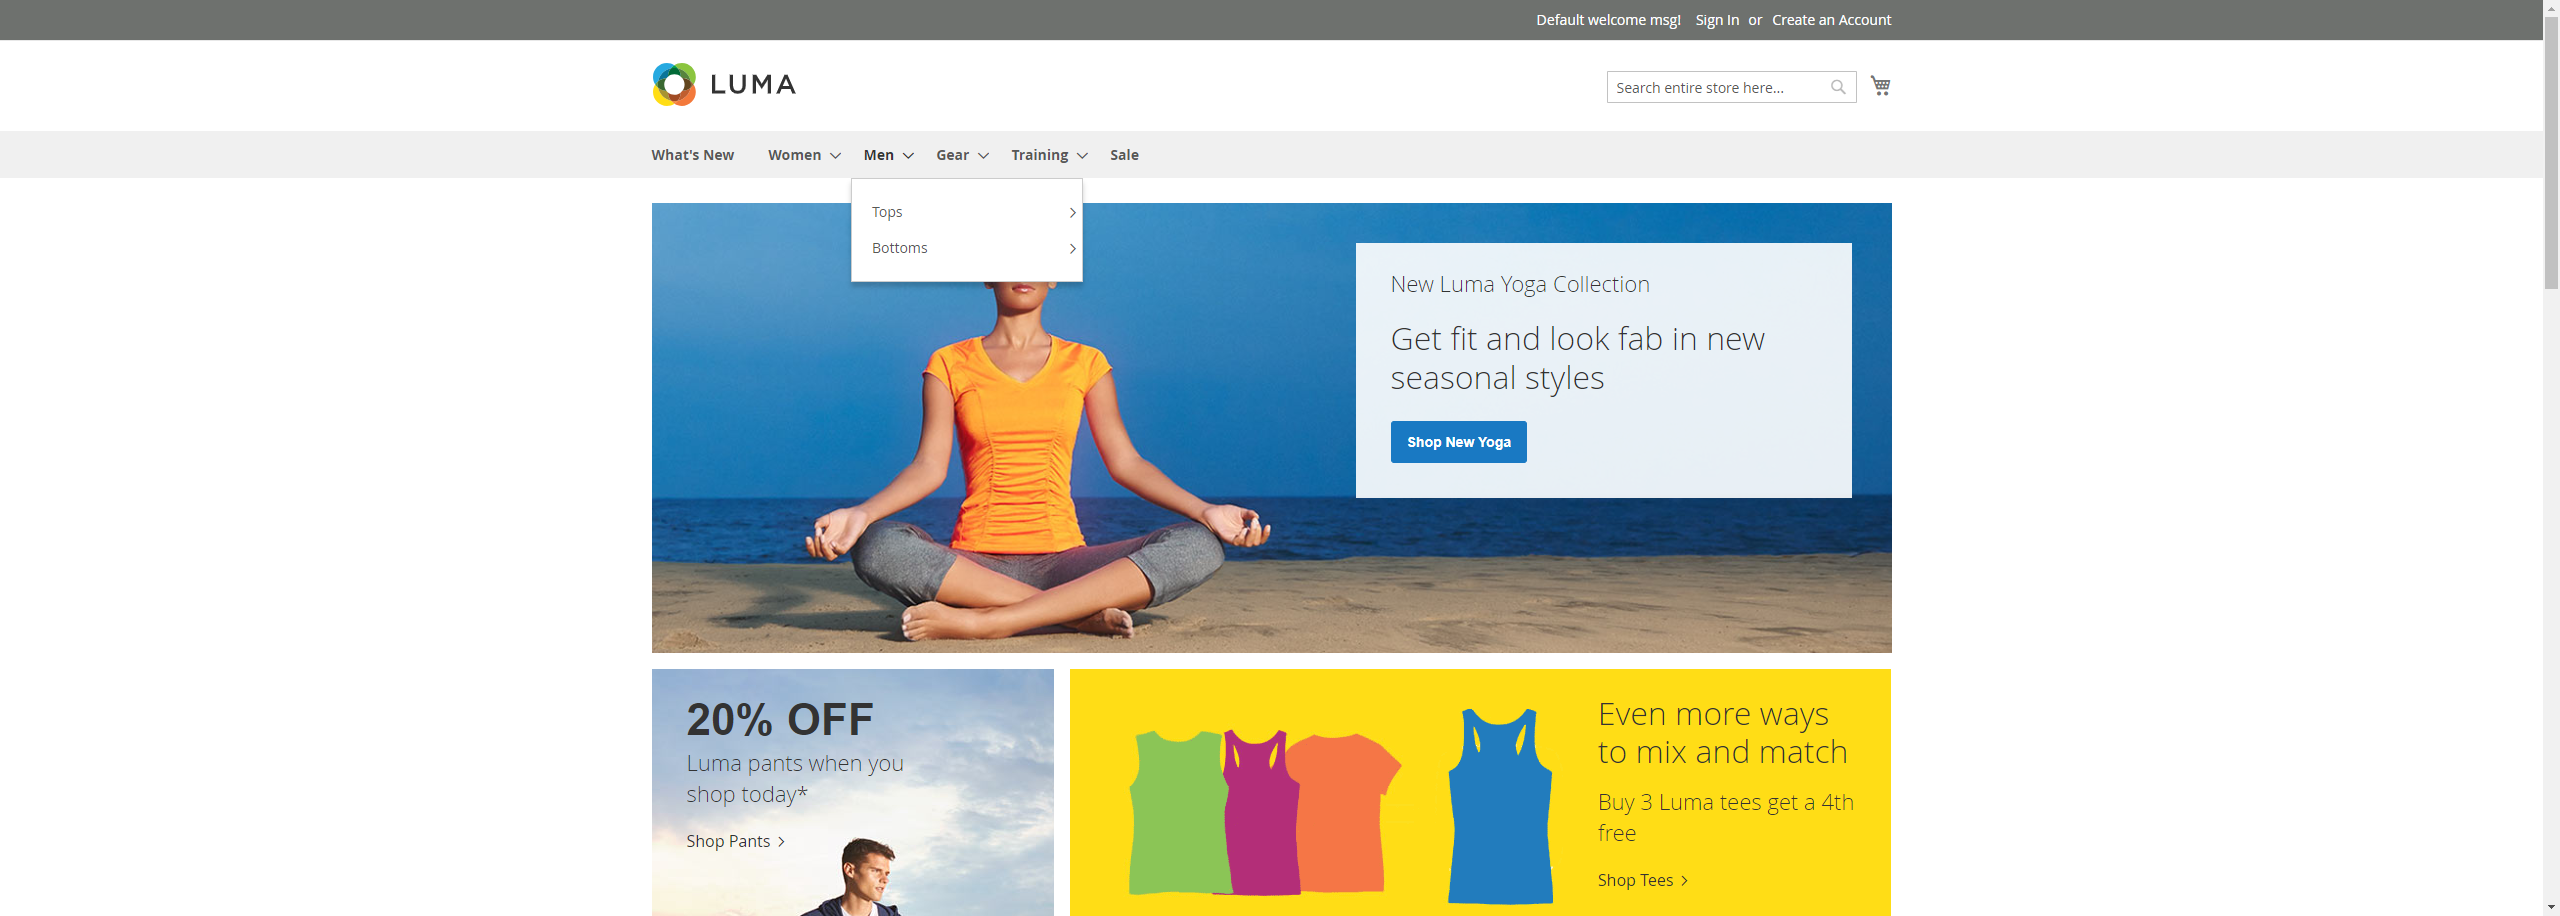 Default welcome msg! Sign In or Create an Account
LUMA
Search entire store here...
What's New Women Men Gear Training Sale
Tops
Bottoms
New Luma Yoga Collection
Get fit and look fab in new
seasonal styles
Shop New Yoga
20% OFF
Luma pants when you
shop today*
Shop Pants >
Even more ways
to mix and match
Buy 3 Luma tees get a 4th
free
Shop Tees >